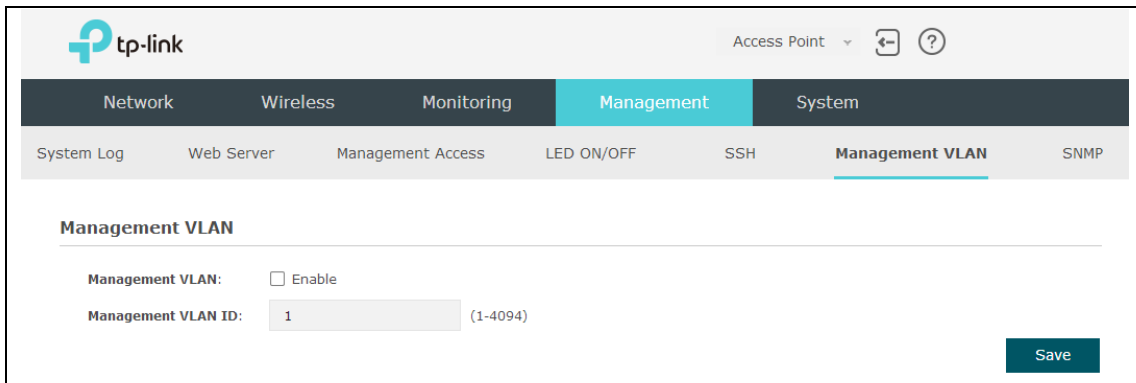 tp-link
Access Point
?
Network Wireless Monitoring Management System
System Log Web Server Management Access LED ON/OFF SSH Management VLAN SNMP
Management VLAN
Management VLAN: Enable
Management VLAN ID: 1 (1-4094)
Save